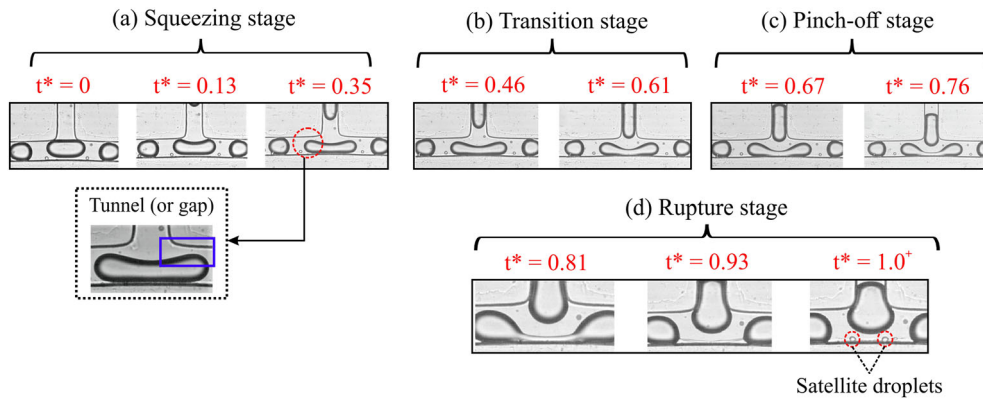 (a) Squeezing stage
t* = 0
t* = 0.13
t* = 0.35
Tunnel (or gap)
(b) Transition stage
t* = 0.46
t* = 0.61
(c) Pinch-off stage
t* = 0.67
t* = 0.76
(d) Rupture stage
t* = 0.81
t* = 0.93
t* = 1.0⁺
Satellite droplets